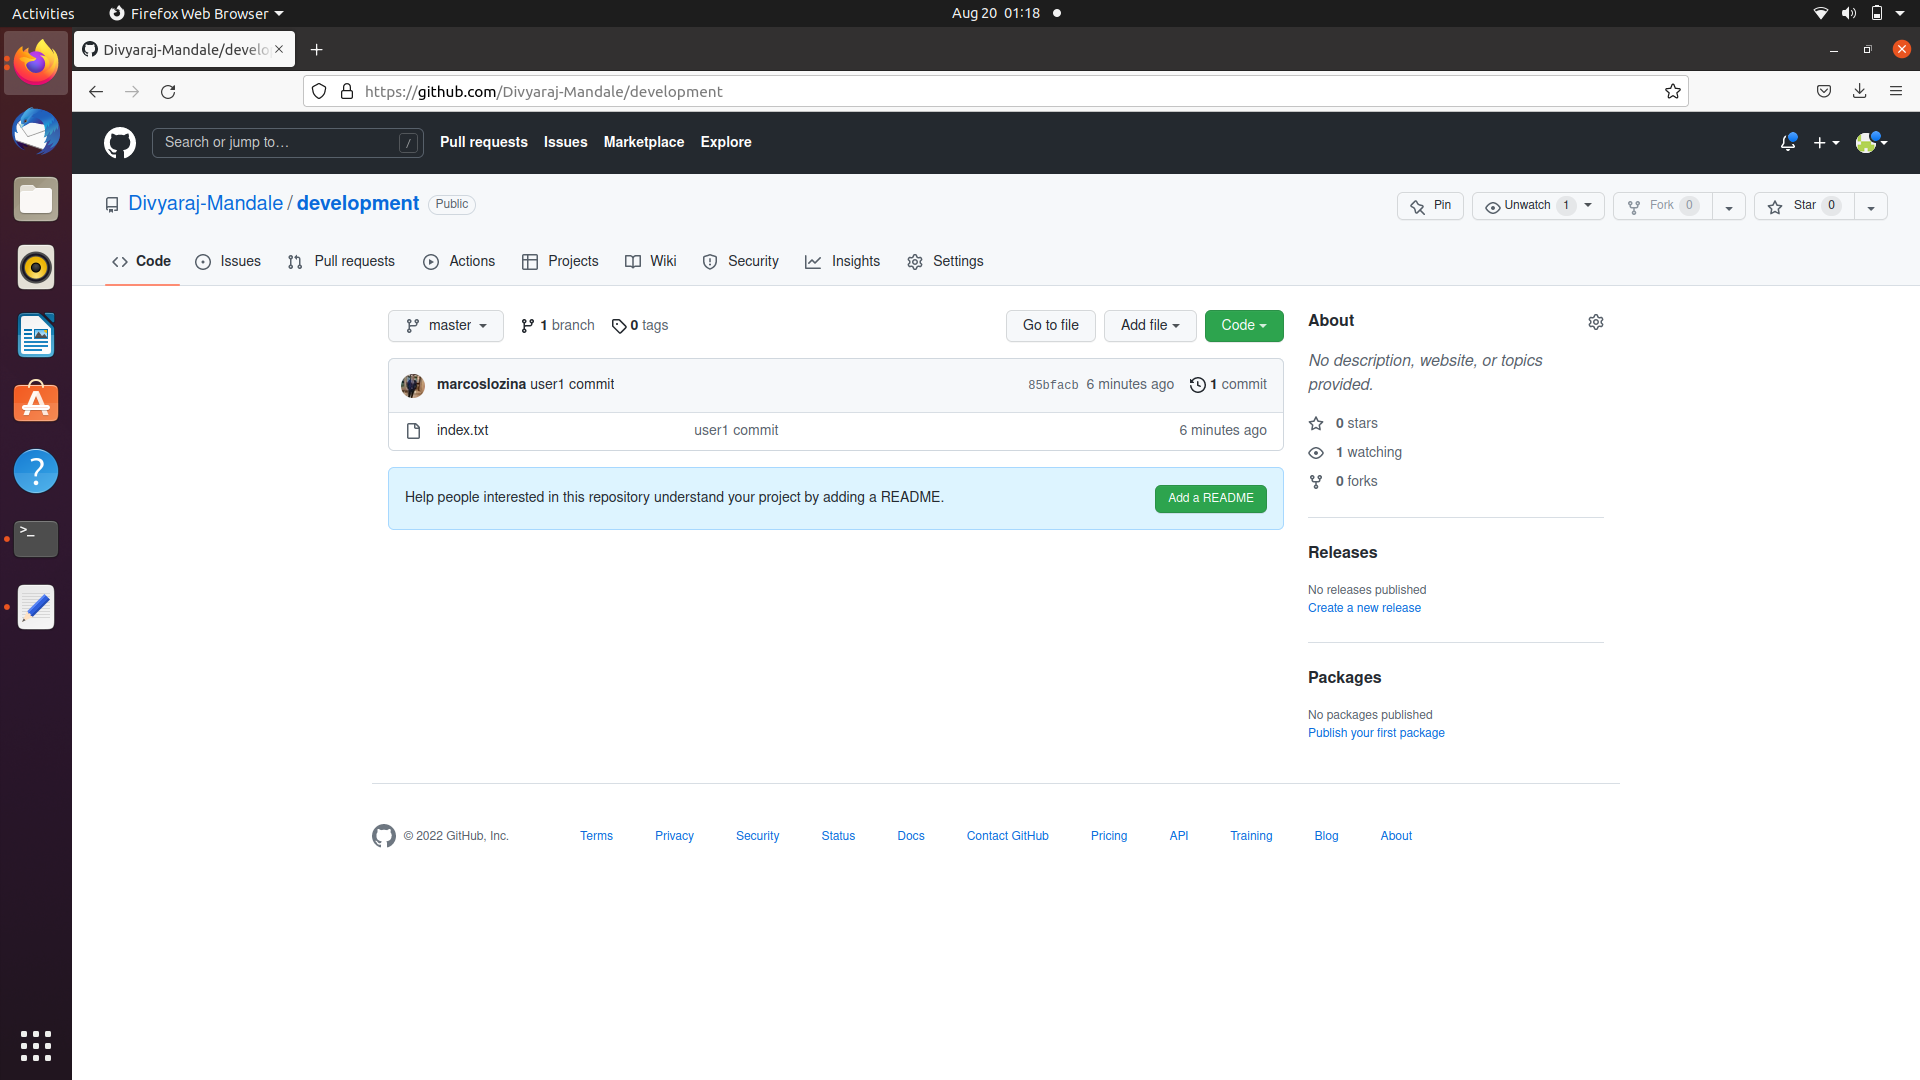 Activities Firefox Web Browser Aug 20 01:18
Divyaraj-Mandale/develo
https://github.com/Divyaraj-Mandale/development
Search or jump to… / Pull requests Issues Marketplace Explore
Divyaraj-Mandale / development Public Pin Unwatch 1 Fork 0 Star 0
Code Issues Pull requests Actions Projects Wiki Security Insights Settings
master 1 branch 0 tags Go to file Add file Code
marcoslozina user1 commit 85bfacb 6 minutes ago 1 commit
index.txt user1 commit 6 minutes ago
Help people interested in this repository understand your project by adding a README. Add a README
About
No description, website, or topics
provided.
0 stars
1 watching
0 forks
Releases
No releases published
Create a new release
Packages
No packages published
Publish your first package
© 2022 GitHub, Inc. Terms Privacy Security Status Docs Contact GitHub Pricing API Training Blog About